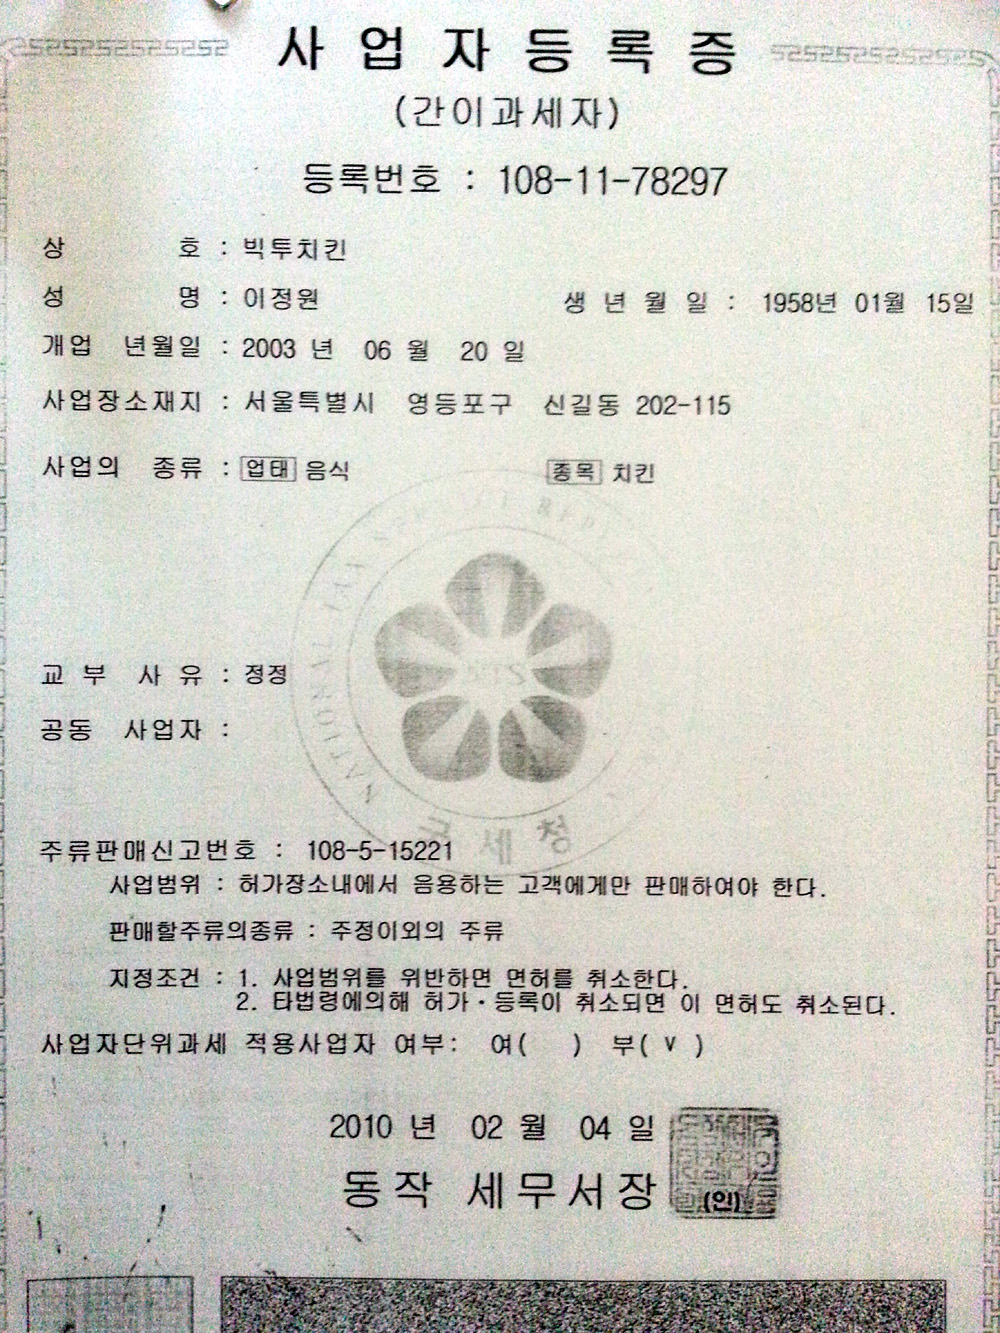 사업자등록증
(간이과세자)
등록번호 : 108-11-78297
상 호 : 빅투치킨
성 명 : 이정원 생 년 월 일 : 1958년 01월 15일
개업 년월일 : 2003 년 06 월 20 일
사업장소재지 : 서울특별시 영등포구 신길동 202-115
사업의 종류 : 업태 음식 종목 치킨
NATIONAL TAX
NTS
국세청
교 부 사 유 : 정정
공동 사업자 :
주류판매신고번호 : 108-5-15221
사업범위 : 허가장소내에서 음용하는 고객에게만 판매하여야 한다.
판매할주류의종류 : 주정이외의 주류
지정조건 : 1. 사업범위를 위반하면 면허를 취소한다.
2. 타법령에의해 허가·등록이 취소되면 이 면허도 취소된다.
사업자단위과세 적용사업자 여부: 여( ) 부( v )
2010 년 02 월 04 일
동작 세무서장
(인)